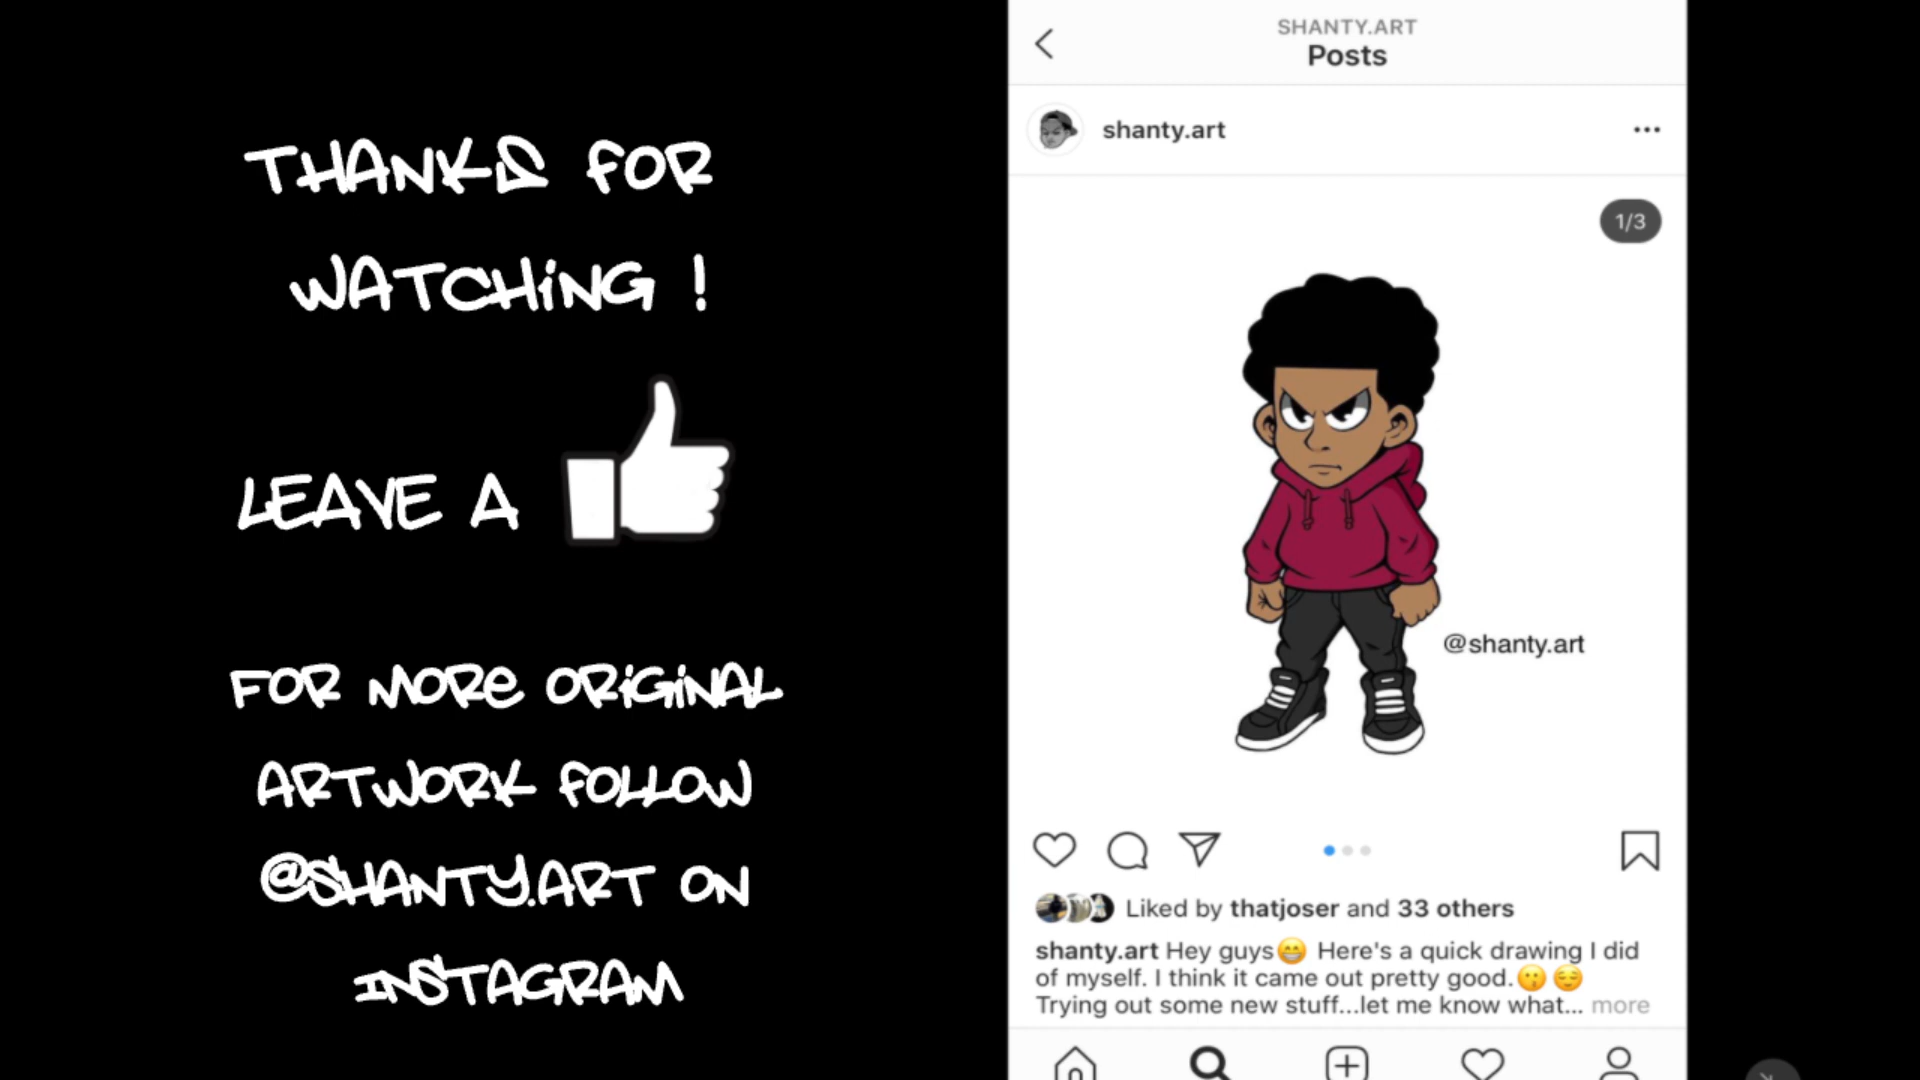 THANKS FOR
WATCHING !
LEAVE A
FOR MORE ORIGINAL
ARTWORK FOLLOW
@SHANTY.ART ON
INSTAGRAM
SHANTY.ART
Posts
shanty.art
1/3
@shanty.art
Liked by thatjoser and 33 others
shanty.art Hey guys😁 Here's a quick drawing I did
of myself. I think it came out pretty good.😗😌
Trying out some new stuff...let me know what... more